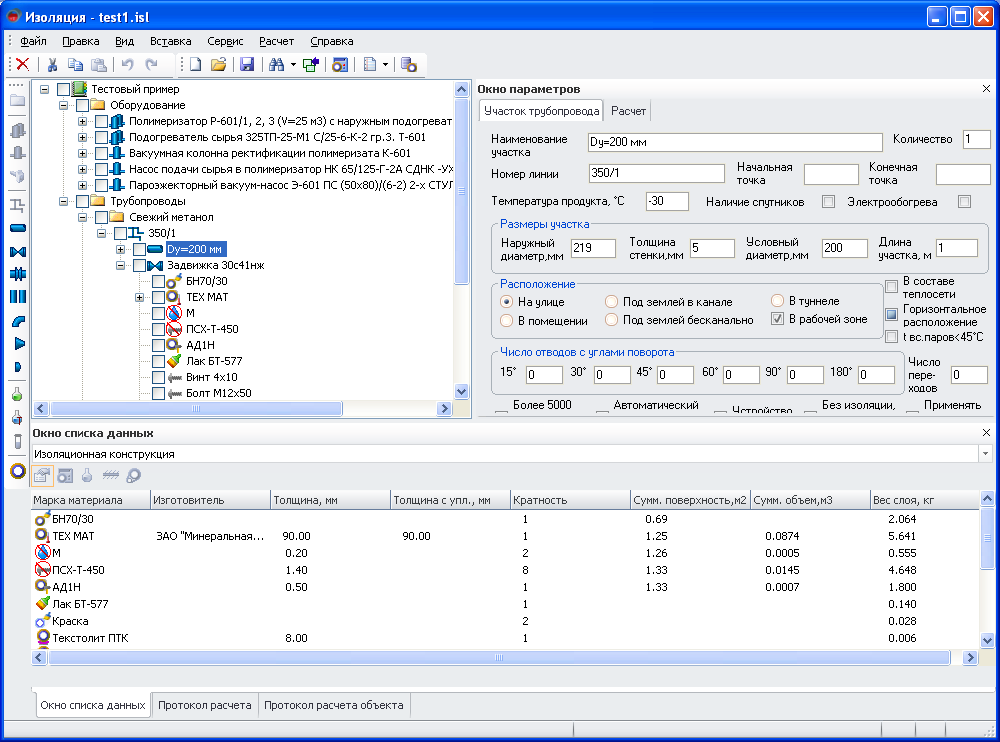 Изоляция - test1.isl
Файл Правка Вид Вставка Сервис Расчет Справка
Тестовый пример
Оборудование
Полимеризатор Р-601/1, 2, 3 (V=25 м3) с наружным подогреват
Подогреватель сырья 325ТП-25-М1 С/25-6-К-2 гр.3. Т-601
Вакуумная колонна ректификации полимеризата К-601
Насос подачи сырья в полимеризатор НК 65/125-Г-2А СДНК -УХ
Пароэжекторный вакуум-насос Э-601 ПС (50х80)/(6-2) 2-х СТУГ
Трубопроводы
Свежий метанол
350/1
Dy=200 мм
Задвижка 30с41нж
БН70/30
ТЕХ МАТ
М
ПСХ-Т-450
АД1Н
Лак БТ-577
Винт 4х10
Болт М12х50
Окно параметров
Участок трубопровода Расчет
Наименование участка Dy=200 мм Количество 1
Номер линии 350/1 Начальная точка Конечная точка
Температура продукта, °С -30 Наличие спутников Электрообогрева
Размеры участка
Наружный диаметр,мм 219 Толщина стенки,мм 5 Условный диаметр,мм 200 Длина участка, м 1
Расположение
На улице Под землей в канале В туннеле
В помещении Под землей бесканально В рабочей зоне
В составе теплосети
Горизонтальное расположение
t вс.паров<45°С
Число отводов с углами поворота
15° 0 30° 0 45° 0 60° 0 90° 0 180° 0
Число пере-ходов 0
Более 5000 Автоматический Устройство Без изоляции, Применять
Окно списка данных
Изоляционная конструкция
Марка материала Изготовитель Толщина, мм Толщина с упл., мм Кратность Сумм. поверхность,м2 Сумм. объем,м3 Вес слоя, кг
БН70/30 1 0.69 2.064
ТЕХ МАТ ЗАО "Минеральная... 90.00 90.00 1 1.25 0.0874 5.641
М 0.20 2 1.26 0.0005 0.555
ПСХ-Т-450 1.40 8 1.33 0.0145 4.648
АД1Н 0.50 1 1.33 0.0007 1.800
Лак БТ-577 1 0.140
Краска 2 0.028
Текстолит ПТК 8.00 1 0.006
Окно списка данных Протокол расчета Протокол расчета объекта